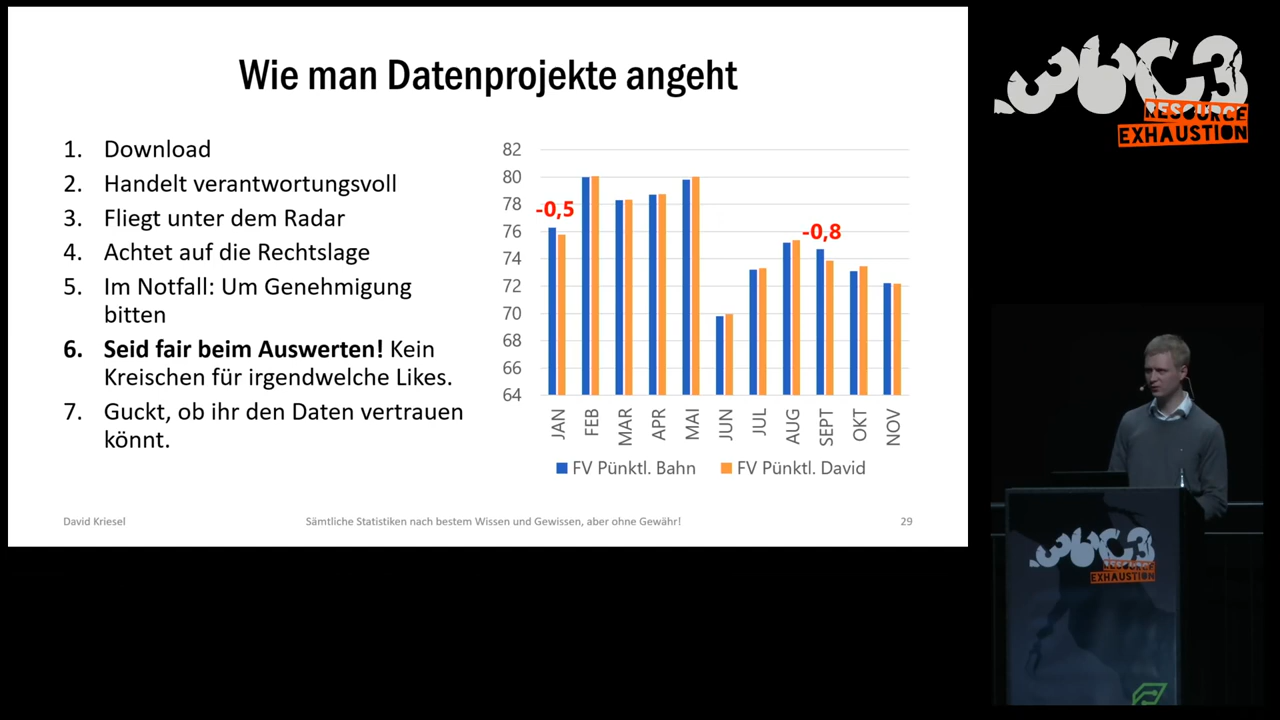 Wie man Datenprojekte angeht
1. Download
2. Handelt verantwortungsvoll
3. Fliegt unter dem Radar
4. Achtet auf die Rechtslage
5. Im Notfall: Um Genehmigung
bitten
6. Seid fair beim Auswerten! Kein
Kreischen für irgendwelche Likes.
7. Guckt, ob ihr den Daten vertrauen
könnt.
82
80
78
76
74
72
70
68
66
64
-0,5
-0,8
JAN FEB MAR APR MAI JUN JUL AUG SEPT OKT NOV
FV Pünktl. Bahn FV Pünktl. David
David Kriesel Sämtliche Statistiken nach bestem Wissen und Gewissen, aber ohne Gewähr! 29
36C3
RESOURCE
EXHAUSTION
36C3
RESOURCE
EXHAUSTION